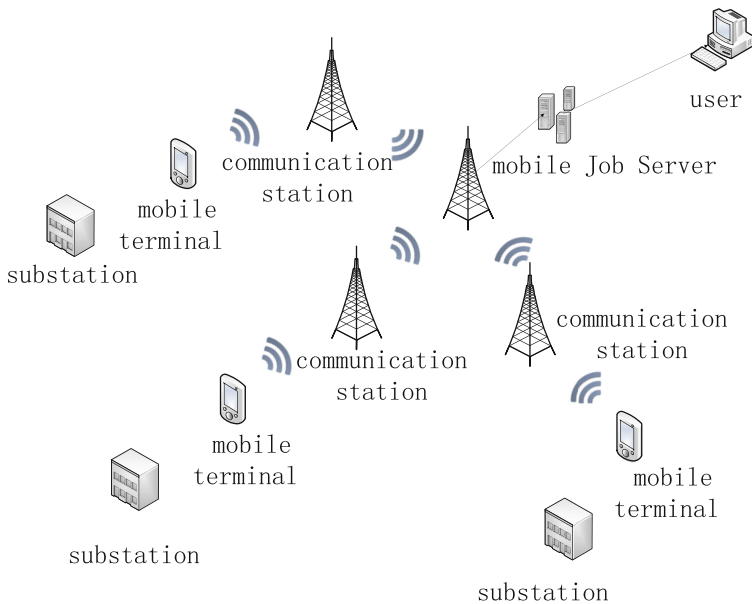 user
communication
station
mobile Job Server
mobile
terminal
substation
communication
station
communication
station
mobile
terminal
mobile
terminal
substation
substation